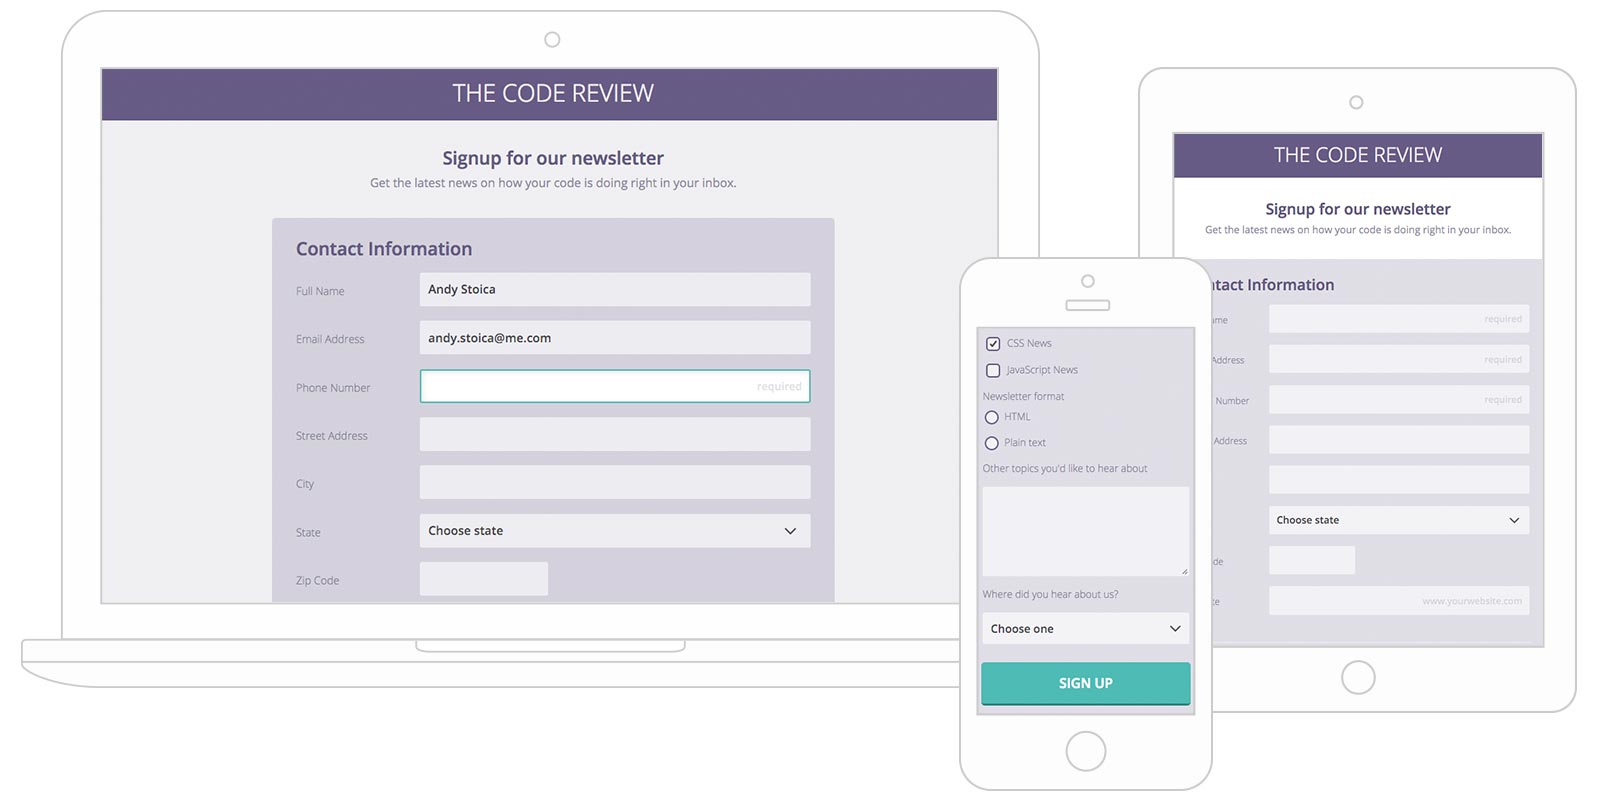 THE CODE REVIEW
Signup for our newsletter
Get the latest news on how your code is doing right in your inbox.
Contact Information
Full Name
Andy Stoica
Email Address
andy.stoica@me.com
Phone Number
required
Street Address
City
State
Choose state
Zip Code
CSS News
JavaScript News
Newsletter format
HTML
Plain text
Other topics you'd like to hear about
Where did you hear about us?
Choose one
SIGN UP
THE CODE REVIEW
Signup for our newsletter
Get the latest news on how your code is doing right in your inbox.
Information
required
Address
required
Number
required
Address
Choose state
www.yourwebsite.com